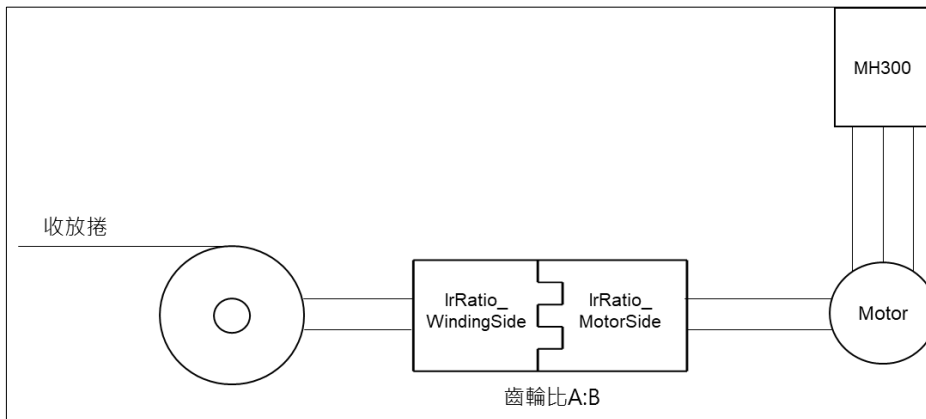 MH300
收放捲
lrRatio_
WindingSide
lrRatio_
MotorSide
Motor
齒輪比A:B